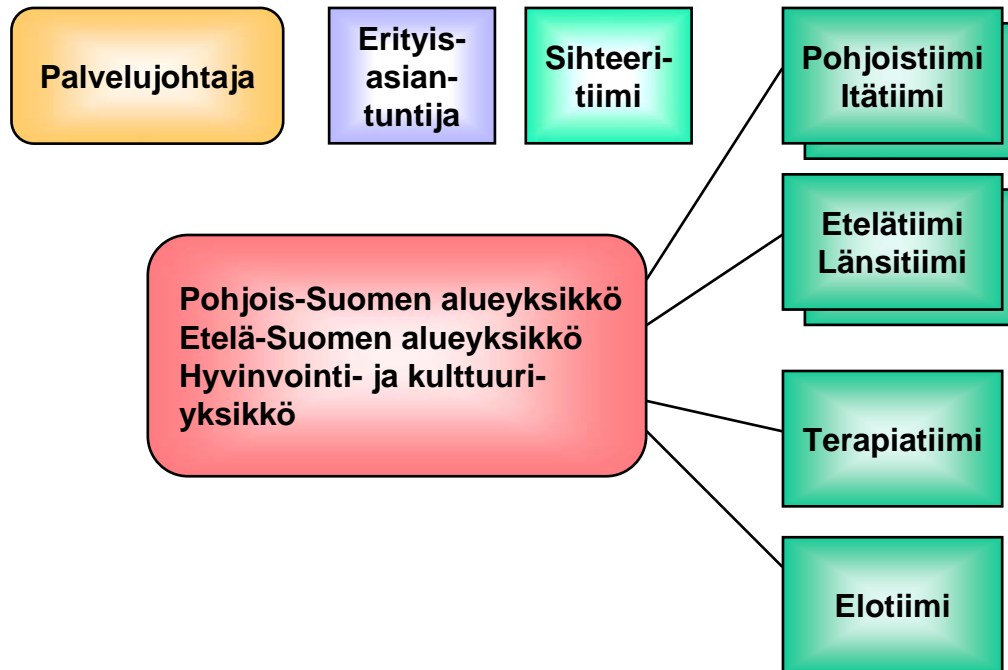 Palvelujohtaja
Erityis-
asian-
tuntija
Sihteeri-
tiimi
Pohjoistiimi
Itätiimi
Etelätiimi
Länsitiimi
Pohjois-Suomen alueyksikkö
Etelä-Suomen alueyksikkö
Hyvinvointi- ja kulttuuri-
yksikkö
Terapiatiimi
Elotiimi